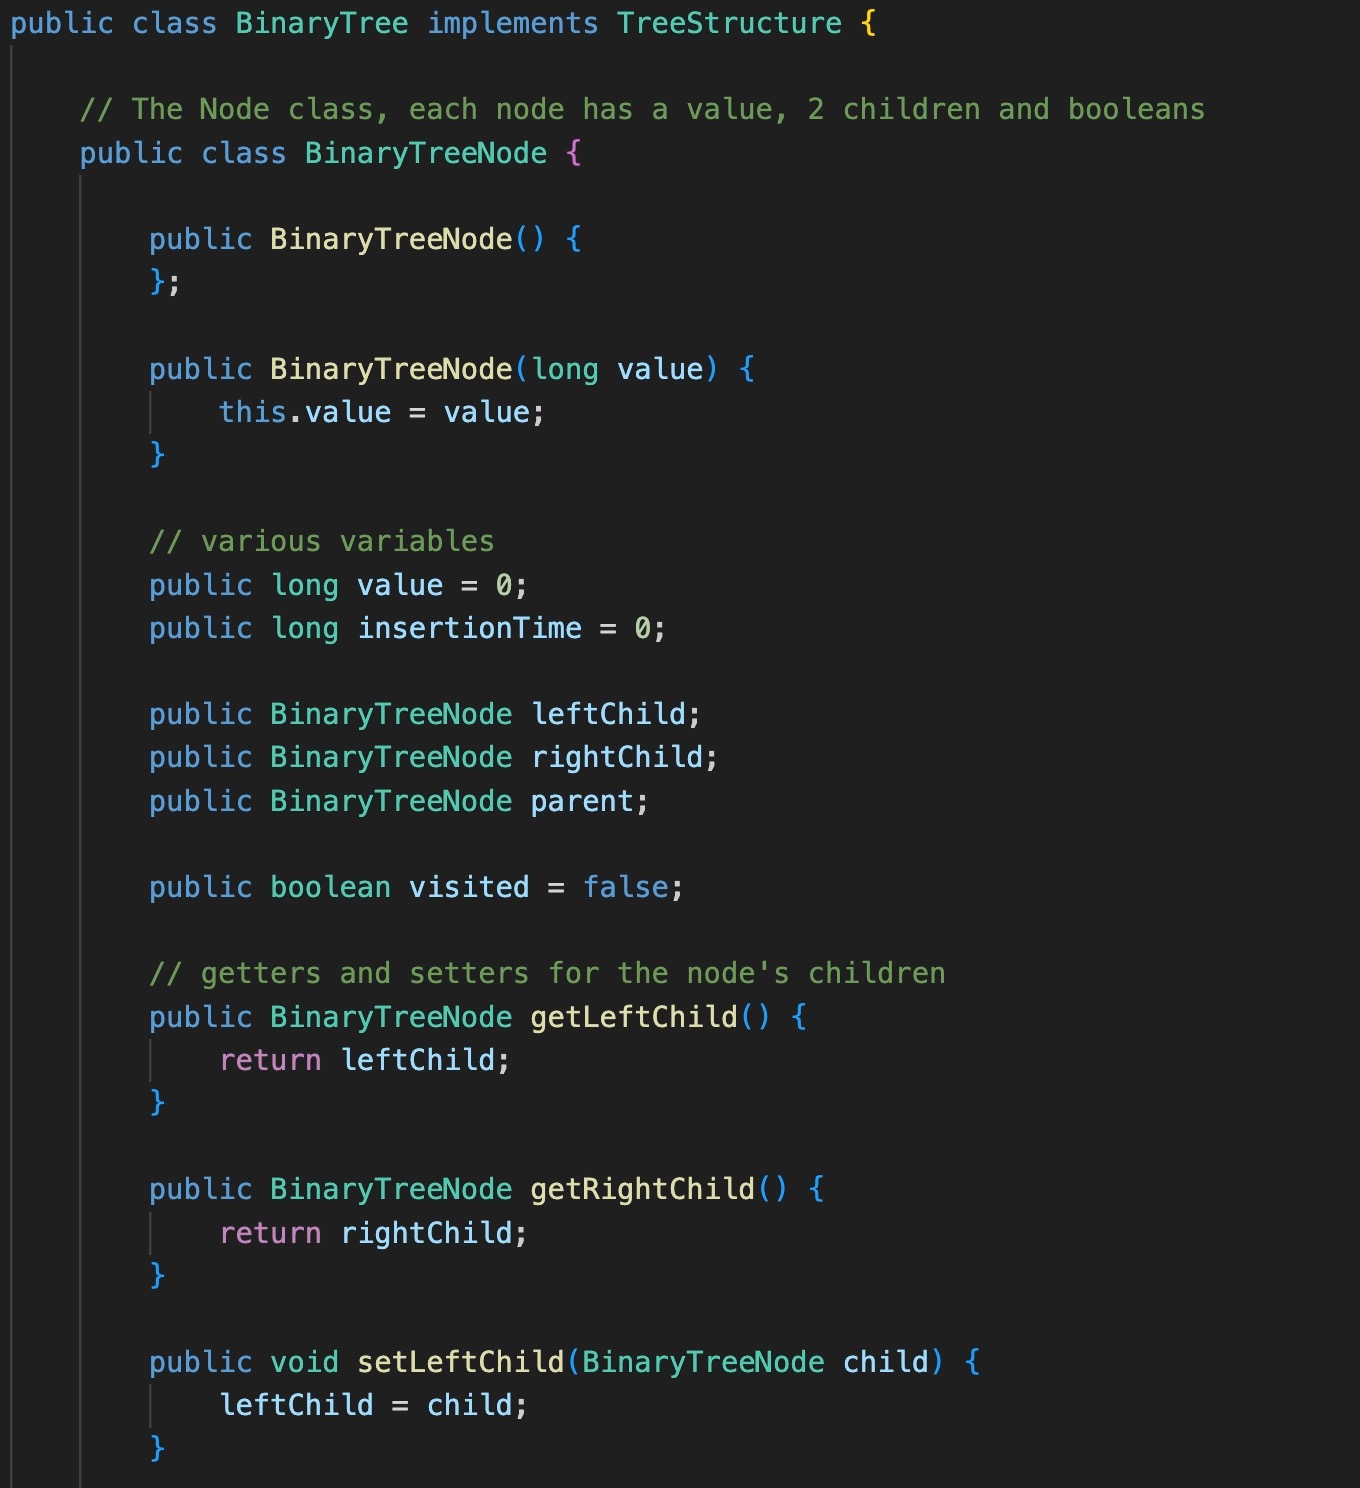 public class BinaryTree implements TreeStructure {
// The Node class, each node has a value, 2 children and booleans
public class BinaryTreeNode {
public BinaryTreeNode() {
};
public BinaryTreeNode(long value) {
this.value = value;
}
// various variables
public long value = 0;
public long insertionTime = 0;
public BinaryTreeNode leftChild;
public BinaryTreeNode rightChild;
public BinaryTreeNode parent;
public boolean visited = false;
// getters and setters for the node's children
public BinaryTreeNode getLeftChild() {
return leftChild;
}
public BinaryTreeNode getRightChild() {
return rightChild;
}
public void setLeftChild(BinaryTreeNode child) {
leftChild = child;
}